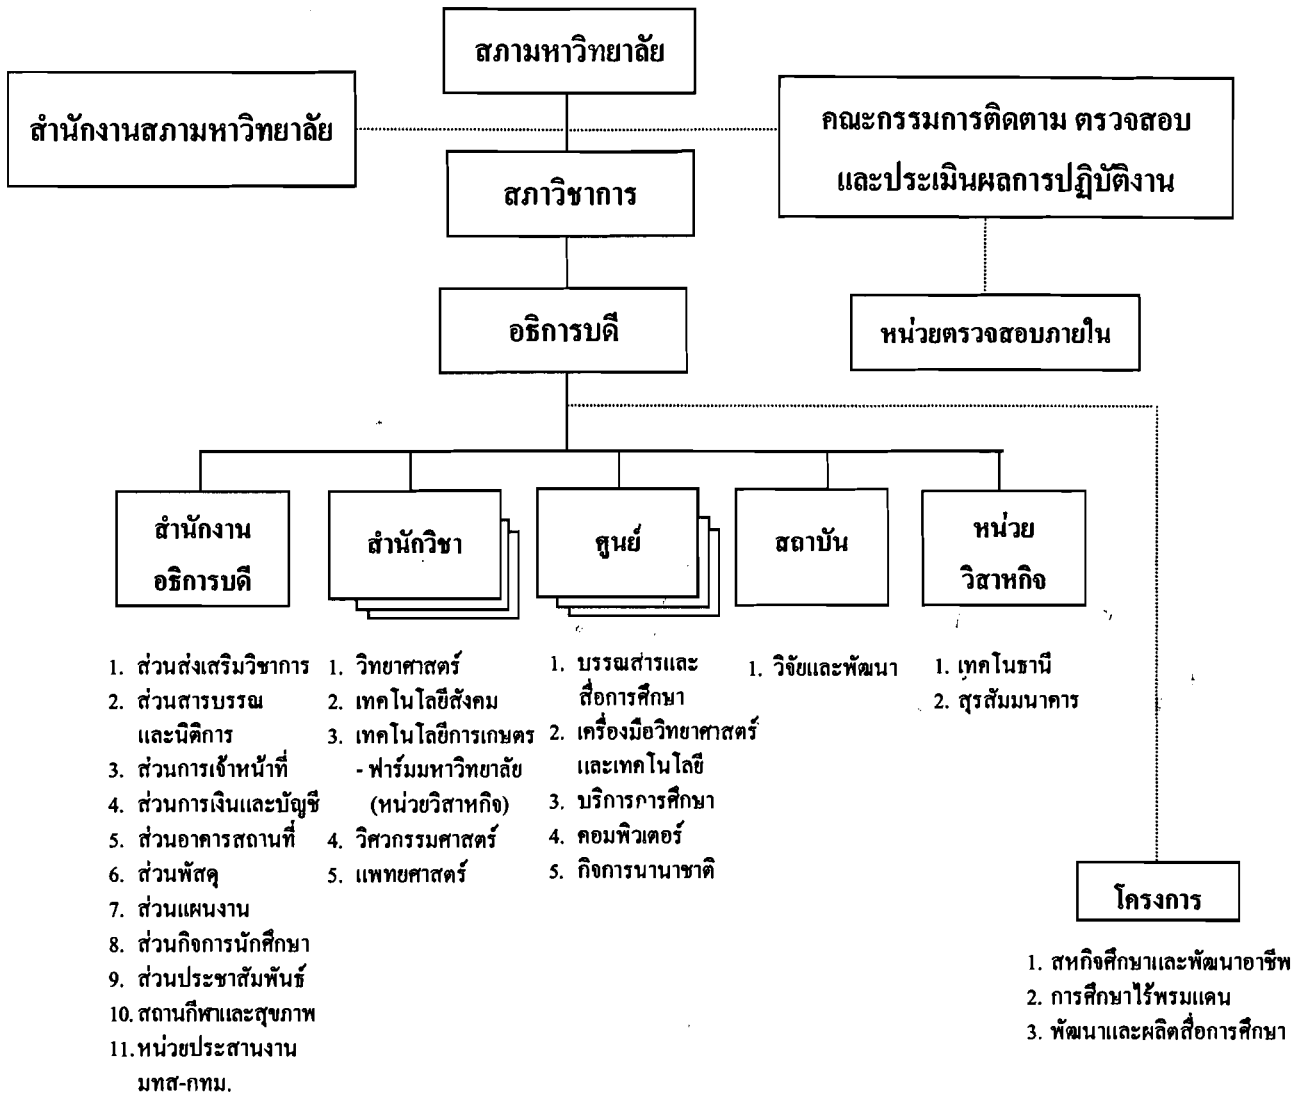 สภามหาวิทยาลัย
สำนักงานสภามหาวิทยาลัย
คณะกรรมการติดตาม ตรวจสอบ
และประเมินผลการปฏิบัติงาน
สภาวิชาการ
อธิการบดี
หน่วยตรวจสอบภายใน
สำนักงาน
อธิการบดี
สำนักวิชา
ศูนย์
สถาบัน
หน่วย
วิสาหกิจ
1. ส่วนส่งเสริมวิชาการ
2. ส่วนสารบรรณ
และนิติการ
3. ส่วนการเจ้าหน้าที่
4. ส่วนการเงินและบัญชี
5. ส่วนอาคารสถานที่
6. ส่วนพัสดุ
7. ส่วนแผนงาน
8. ส่วนกิจการนักศึกษา
9. ส่วนประชาสัมพันธ์
10. สถานกีฬาและสุขภาพ
11. หน่วยประสานงาน
มทส-กทม.
1. วิทยาศาสตร์
2. เทคโนโลยีสังคม
3. เทคโนโลยีการเกษตร
- ฟาร์มมหาวิทยาลัย
(หน่วยวิสาหกิจ)
4. วิศวกรรมศาสตร์
5. แพทยศาสตร์
1. บรรณสารและ
สื่อการศึกษา
2. เครื่องมือวิทยาศาสตร์
และเทคโนโลยี
3. บริการการศึกษา
4. คอมพิวเตอร์
5. กิจการนานาชาติ
1. วิจัยและพัฒนา
1. เทคโนธานี
2. สุรสัมมนาคาร
โครงการ
1. สหกิจศึกษาและพัฒนาอาชีพ
2. การศึกษาไร้พรมแดน
3. พัฒนาและผลิตสื่อการศึกษา